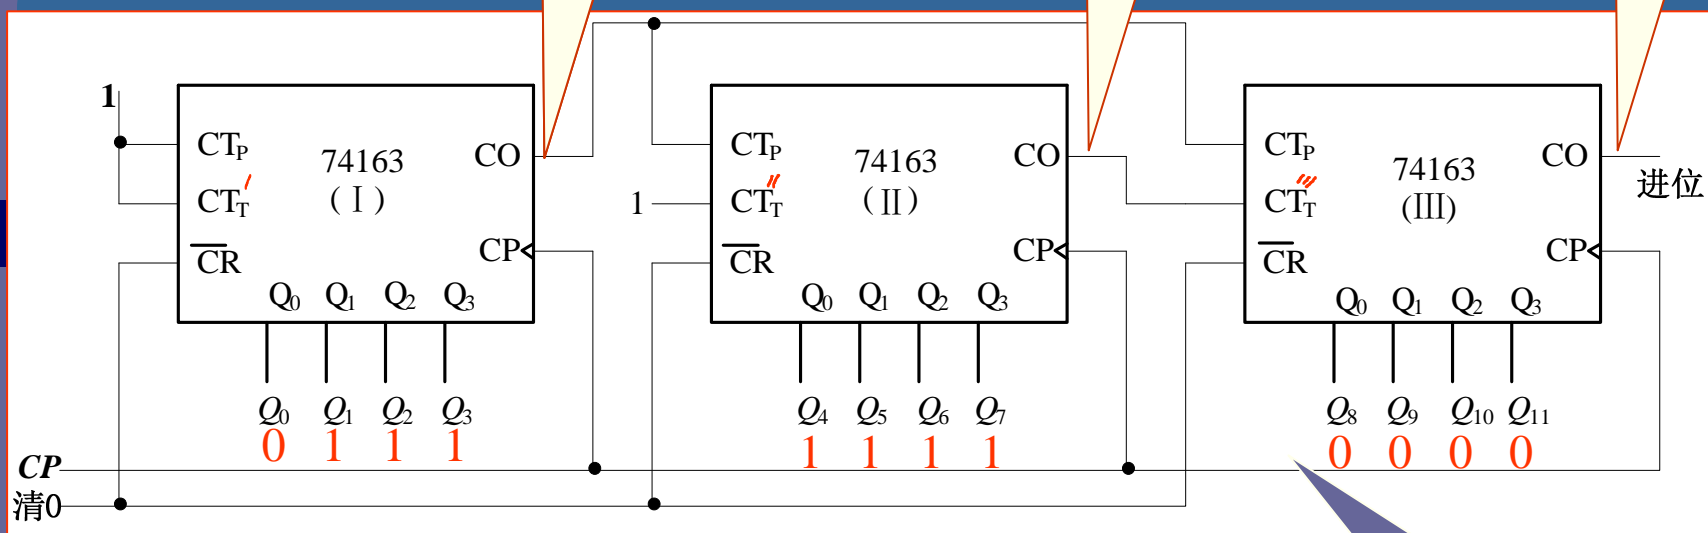 1
CTP 74163 CO
CTT (Ⅰ)
CR CP
Q0 Q1 Q2 Q3
Q0 Q1 Q2 Q3
0 1 1 1
CTP 74163 CO
1 CTT (Ⅱ)
CR CP
Q0 Q1 Q2 Q3
Q4 Q5 Q6 Q7
1 1 1 1
CTP 74163 CO
CTT (Ⅲ) 进位
CR CP
Q0 Q1 Q2 Q3
Q8 Q9 Q10 Q11
0 0 0 0
CP
清0